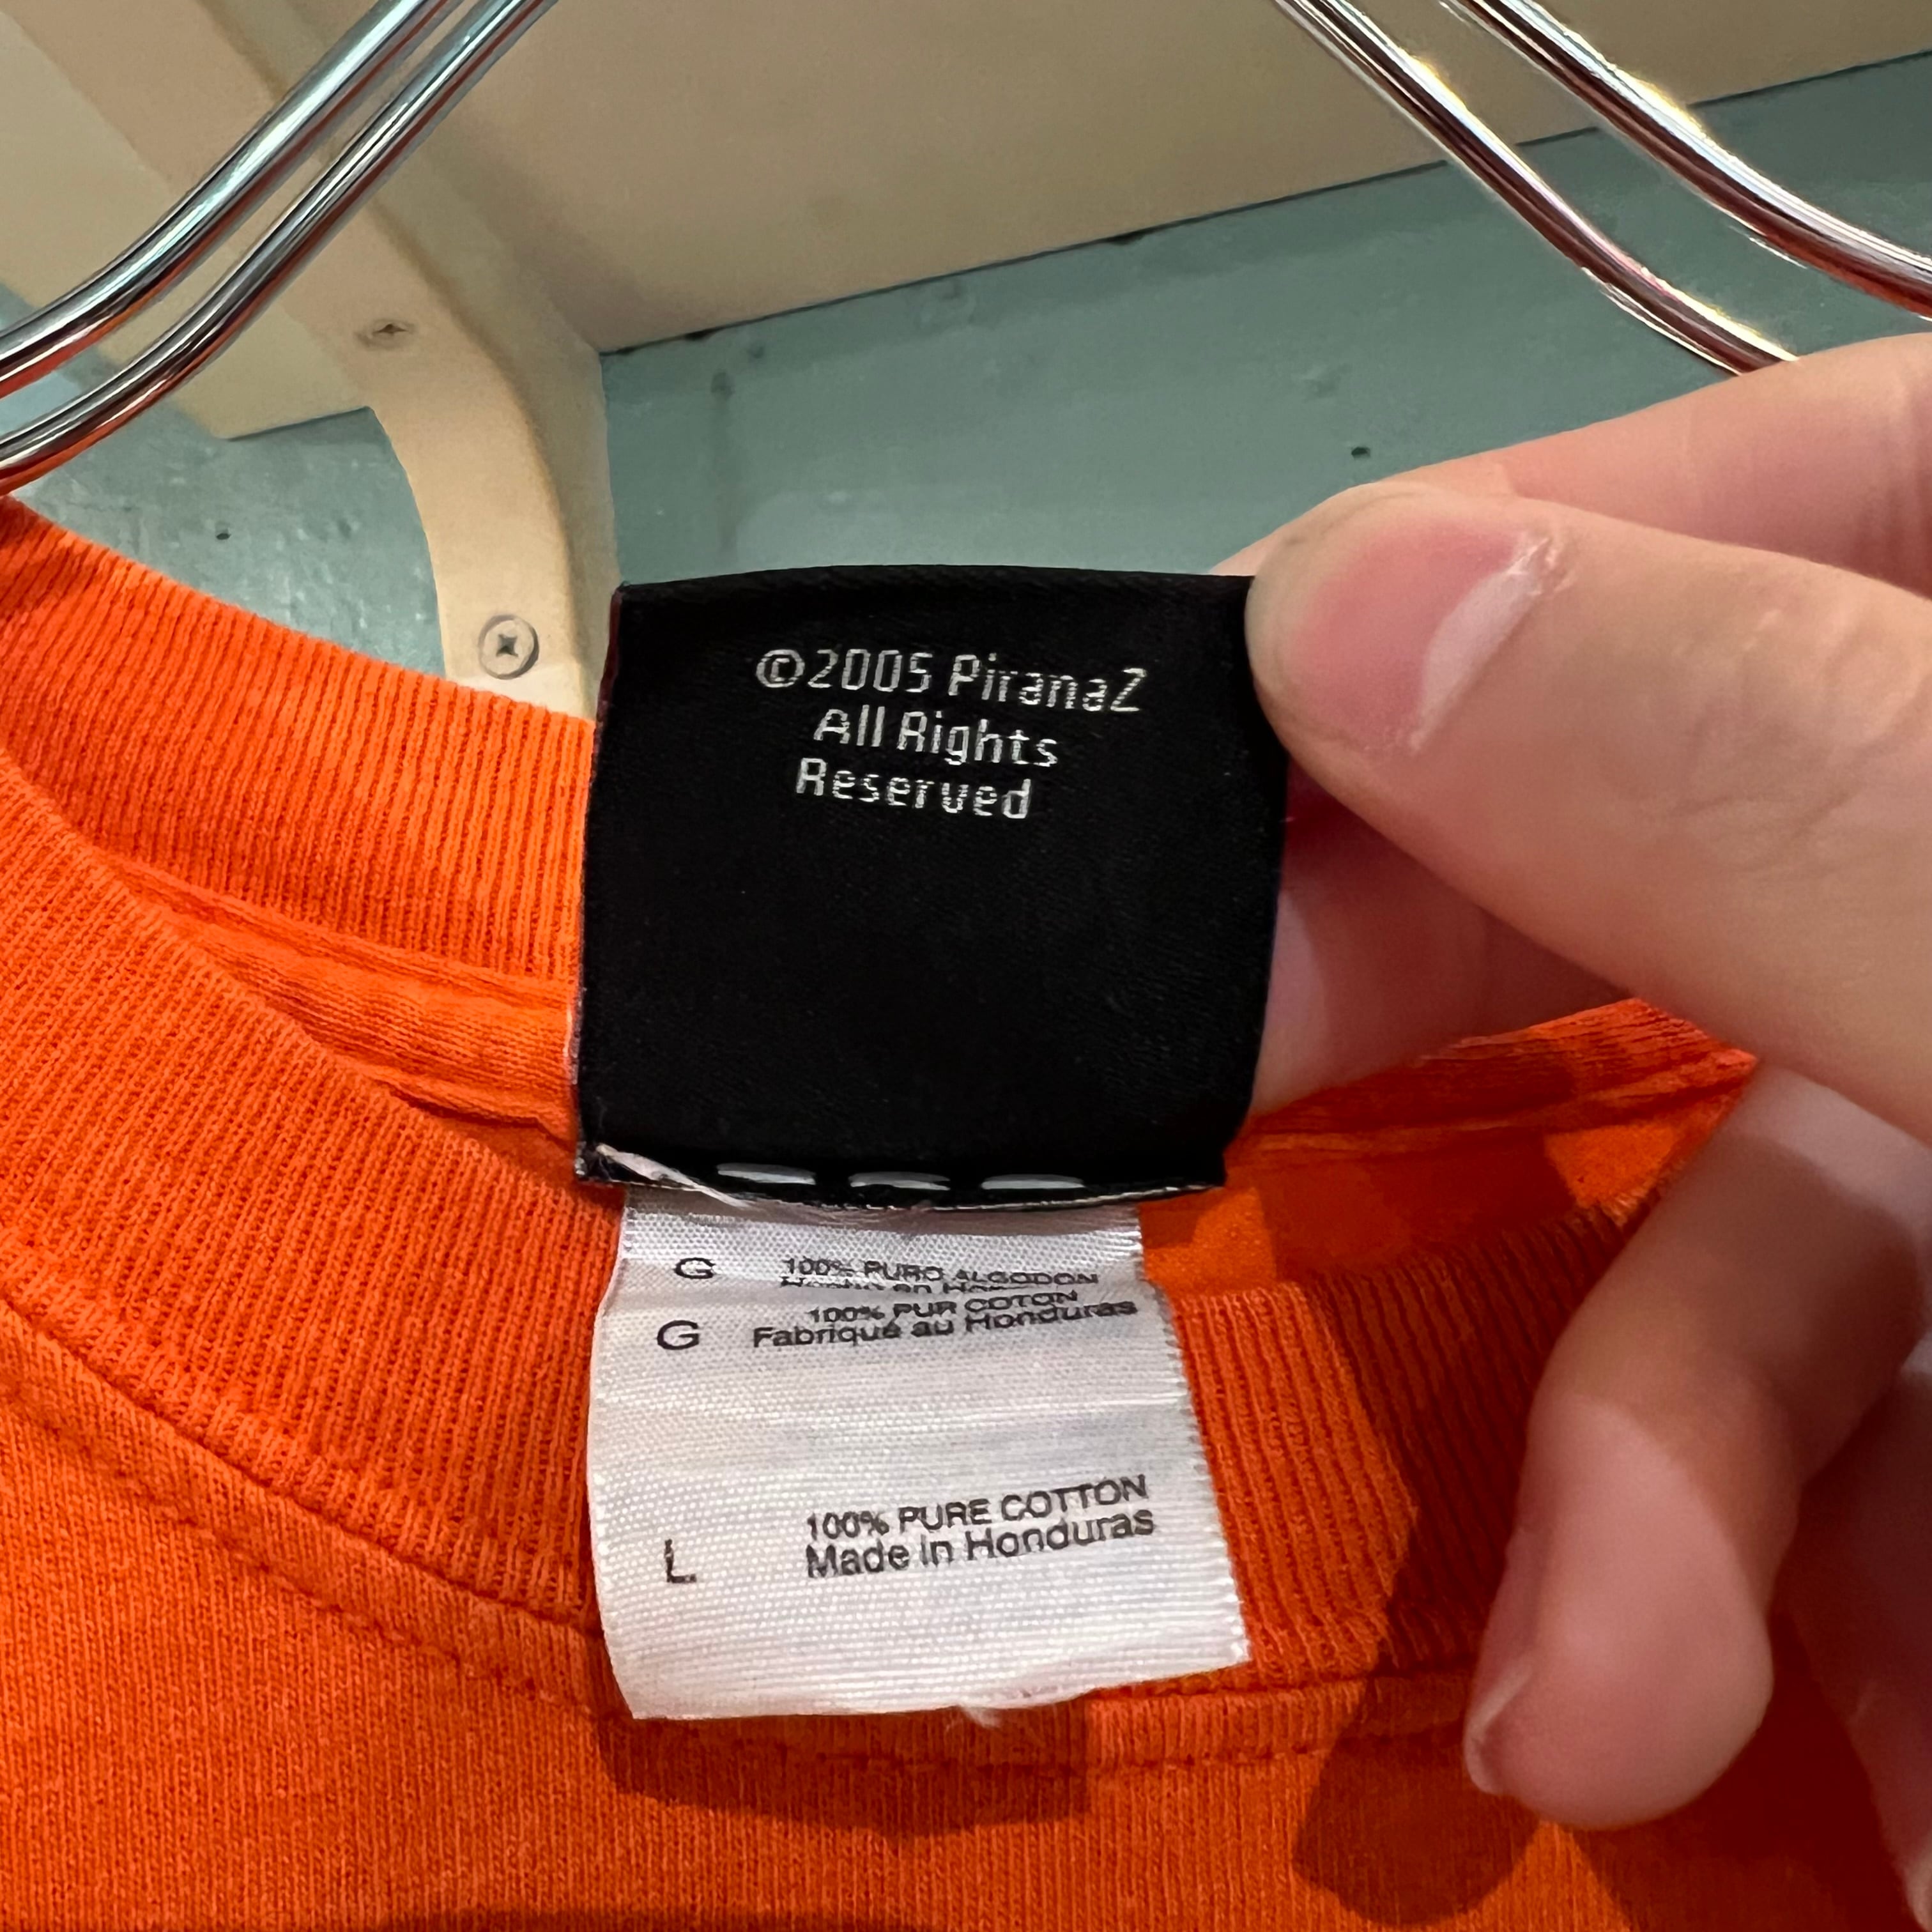 ©2005 PiranaZ
All Rights
Reserved
G 100% PURO ALGODON
en
G 100% PUR COTON
Fabriqué au Honduras
L 100% PURE COTTON
Made in Honduras